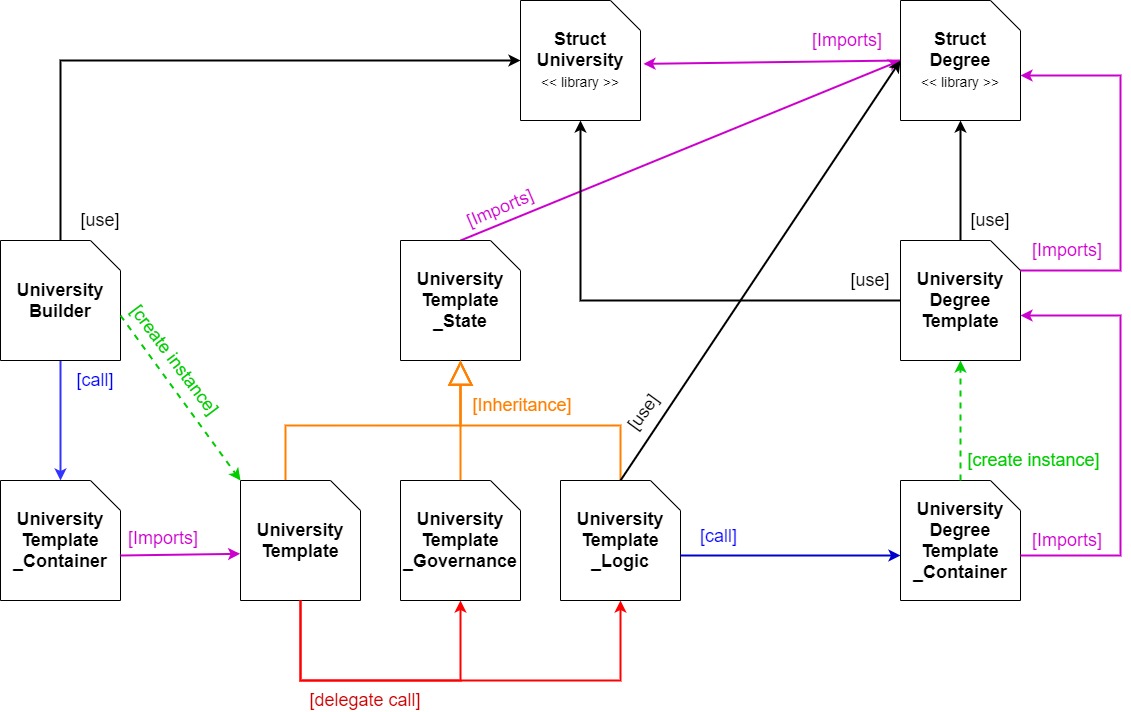 Struct
University
<< library >>
[Imports]
Struct
Degree
<< library >>
[use]
[Imports]
[use]
[Imports]
University
Builder
University
Template
_State
[use]
University
Degree
Template
[create instance]
[call]
[Inheritance]
[use]
[create instance]
University
Template
_Container
[Imports]
University
Template
University
Template
_Governance
University
Template
_Logic
[call]
University
Degree
Template
_Container
[Imports]
[delegate call]